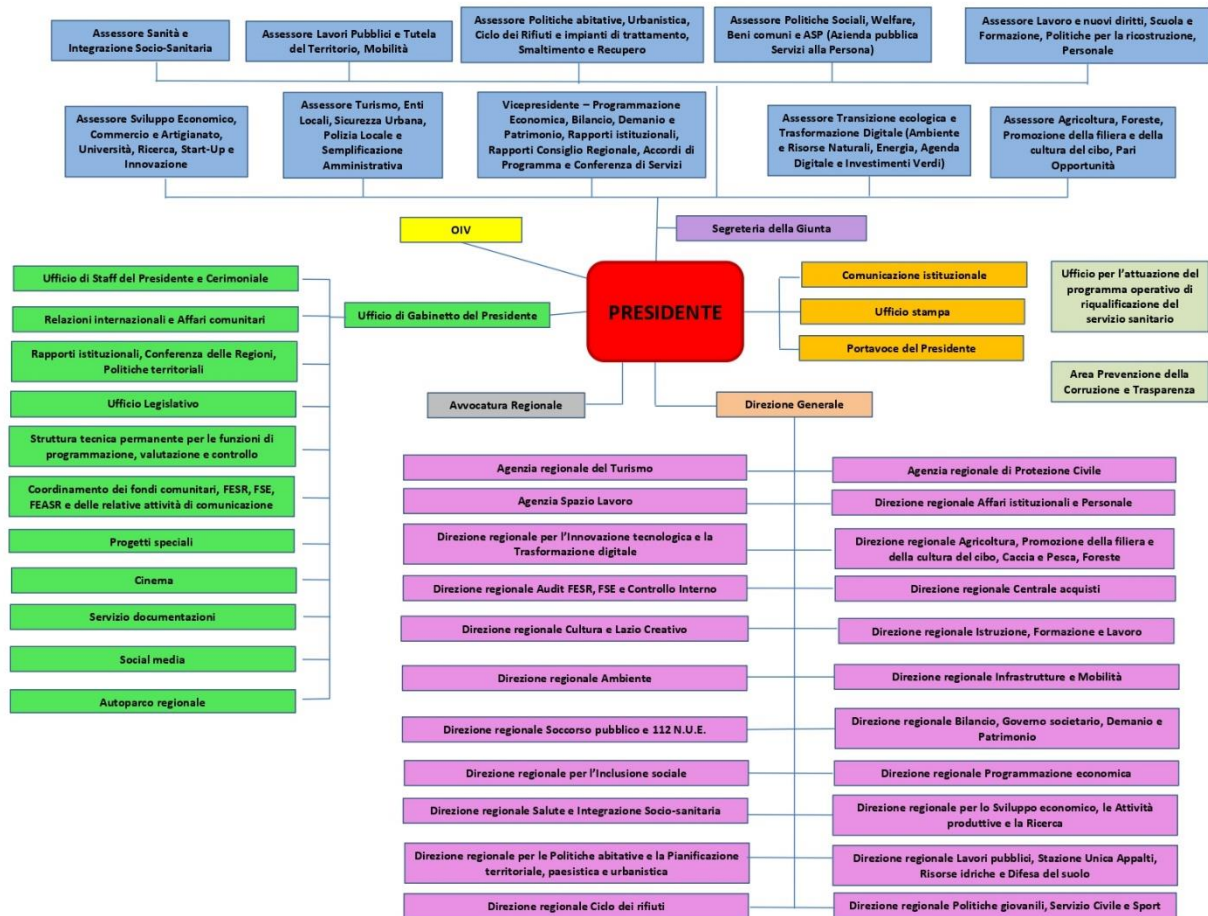 Assessore Sanità e
Integrazione Socio-Sanitaria
Assessore Lavori Pubblici e Tutela
del Territorio, Mobilità
Assessore Politiche abitative, Urbanistica,
Ciclo dei Rifiuti e impianti di trattamento,
Smaltimento e Recupero
Assessore Politiche Sociali, Welfare,
Beni comuni e ASP (Azienda pubblica
Servizi alla Persona)
Assessore Lavoro e nuovi diritti, Scuola e
Formazione, Politiche per la ricostruzione,
Personale
Assessore Sviluppo Economico,
Commercio e Artigianato,
Università, Ricerca, Start-Up e
Innovazione
Assessore Turismo, Enti
Locali, Sicurezza Urbana,
Polizia Locale e
Semplificazione
Amministrativa
Vicepresidente – Programmazione
Economica, Bilancio, Demanio e
Patrimonio, Rapporti istituzionali,
Rapporti Consiglio Regionale, Accordi di
Programma e Conferenza di Servizi
Assessore Transizione ecologica e
Trasformazione Digitale (Ambiente
e Risorse Naturali, Energia, Agenda
Digitale e Investimenti Verdi)
Assessore Agricoltura, Foreste,
Promozione della filiera e della
cultura del cibo, Pari
Opportunità
OIV
Segreteria della Giunta
Ufficio di Staff del Presidente e Cerimoniale
Relazioni internazionali e Affari comunitari
Rapporti istituzionali, Conferenza delle Regioni,
Politiche territoriali
Ufficio Legislativo
Struttura tecnica permanente per le funzioni di
programmazione, valutazione e controllo
Coordinamento dei fondi comunitari, FESR, FSE,
FEASR e delle relative attività di comunicazione
Progetti speciali
Cinema
Servizio documentazioni
Social media
Autoparco regionale
Ufficio di Gabinetto del Presidente
PRESIDENTE
Comunicazione istituzionale
Ufficio stampa
Portavoce del Presidente
Ufficio per l’attuazione del
programma operativo di
riqualificazione del
servizio sanitario
Area Prevenzione della
Corruzione e Trasparenza
Avvocatura Regionale
Direzione Generale
Agenzia regionale del Turismo
Agenzia regionale di Protezione Civile
Agenzia Spazio Lavoro
Direzione regionale Affari istituzionali e Personale
Direzione regionale per l’Innovazione tecnologica e la
Trasformazione digitale
Direzione regionale Agricoltura, Promozione della filiera e
della cultura del cibo, Caccia e Pesca, Foreste
Direzione regionale Audit FESR, FSE e Controllo Interno
Direzione regionale Centrale acquisti
Direzione regionale Cultura e Lazio Creativo
Direzione regionale Istruzione, Formazione e Lavoro
Direzione regionale Ambiente
Direzione regionale Infrastrutture e Mobilità
Direzione regionale Soccorso pubblico e 112 N.U.E.
Direzione regionale Bilancio, Governo societario, Demanio e
Patrimonio
Direzione regionale per l’Inclusione sociale
Direzione regionale Programmazione economica
Direzione regionale Salute e Integrazione Socio-sanitaria
Direzione regionale per lo Sviluppo economico, le Attività
produttive e la Ricerca
Direzione regionale per le Politiche abitative e la Pianificazione
territoriale, paesistica e urbanistica
Direzione regionale Lavori pubblici, Stazione Unica Appalti,
Risorse idriche e Difesa del suolo
Direzione regionale Ciclo dei rifiuti
Direzione regionale Politiche giovanili, Servizio Civile e Sport